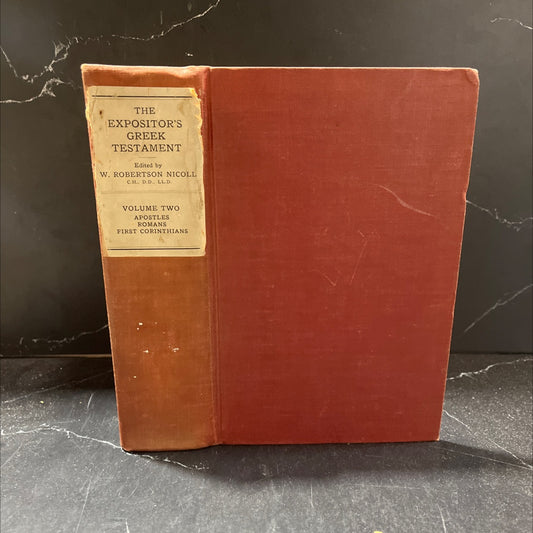 THE
EXPOSITOR'S
GREEK
TESTAMENT
Edited by
W. ROBERTSON NICOLL
C.H., D.D., LL.D.
VOLUME TWO
APOSTLES
ROMANS
FIRST CORINTHIANS